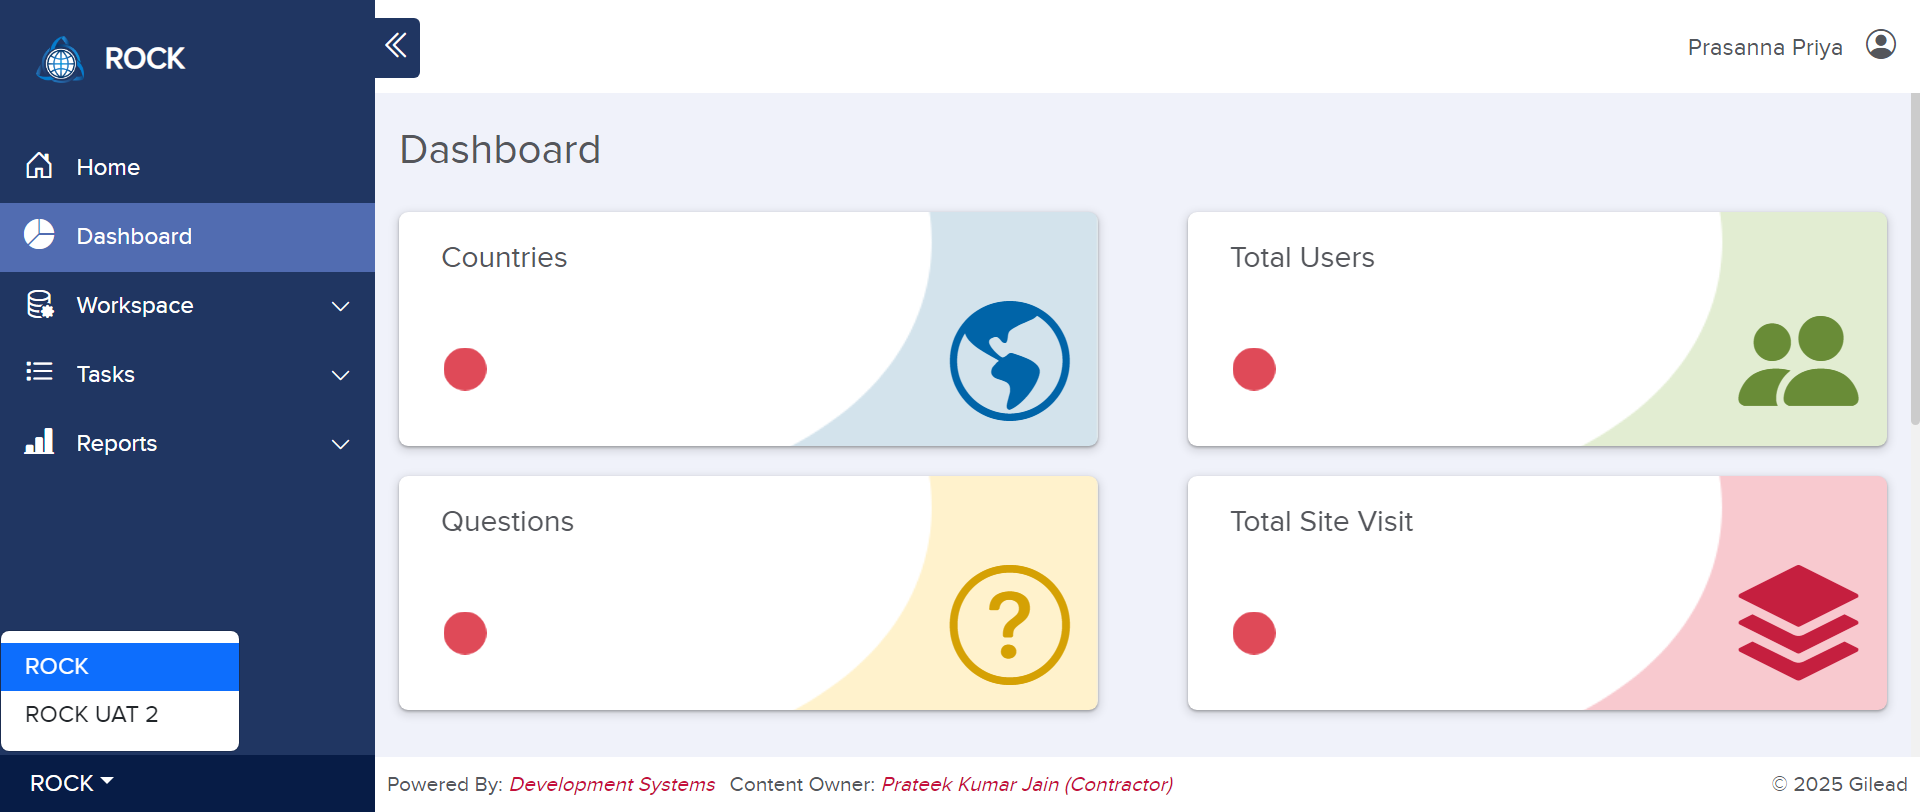 ROCK
Prasanna Priya
Home
Dashboard
Workspace
Tasks
Reports
Dashboard
Countries
Total Users
Questions
?
Total Site Visit
ROCK
ROCK UAT 2
ROCK
Powered By: Development Systems Content Owner: Prateek Kumar Jain (Contractor)
© 2025 Gilead